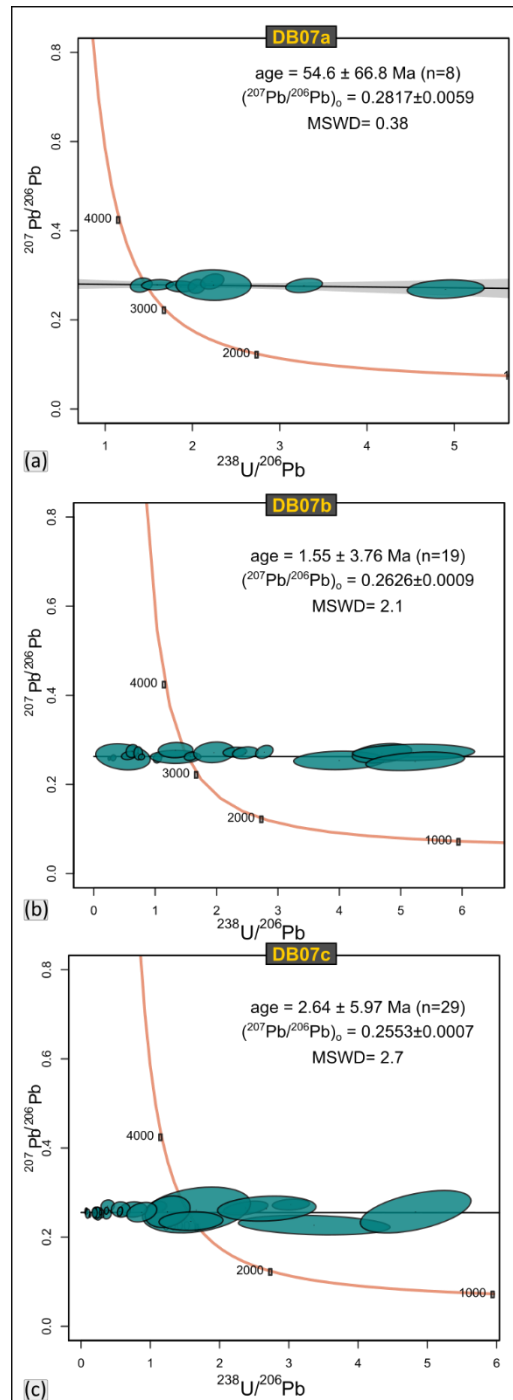 DB07a
age = 54.6 ± 66.8 Ma (n=8)
(²⁰⁷Pb/²⁰⁶Pb)ₒ = 0.2817±0.0059
MSWD= 0.38
0.8
0.6
0.4
0.2
0.0
²⁰⁷Pb/²⁰⁶Pb
4000
3000
2000
1 2 3 4 5
²³⁸U/²⁰⁶Pb
(a)
DB07b
age = 1.55 ± 3.76 Ma (n=19)
(²⁰⁷Pb/²⁰⁶Pb)ₒ = 0.2626±0.0009
MSWD= 2.1
0.8
0.6
0.4
0.2
0.0
²⁰⁷Pb/²⁰⁶Pb
4000
3000
2000
1000
0 1 2 3 4 5 6
²³⁸U/²⁰⁶Pb
(b)
DB07c
age = 2.64 ± 5.97 Ma (n=29)
(²⁰⁷Pb/²⁰⁶Pb)ₒ = 0.2553±0.0007
MSWD= 2.7
0.8
0.6
0.4
0.2
0.0
²⁰⁷Pb/²⁰⁶Pb
4000
2000
1000
0 1 2 3 4 5 6
²³⁸U/²⁰⁶Pb
(c)